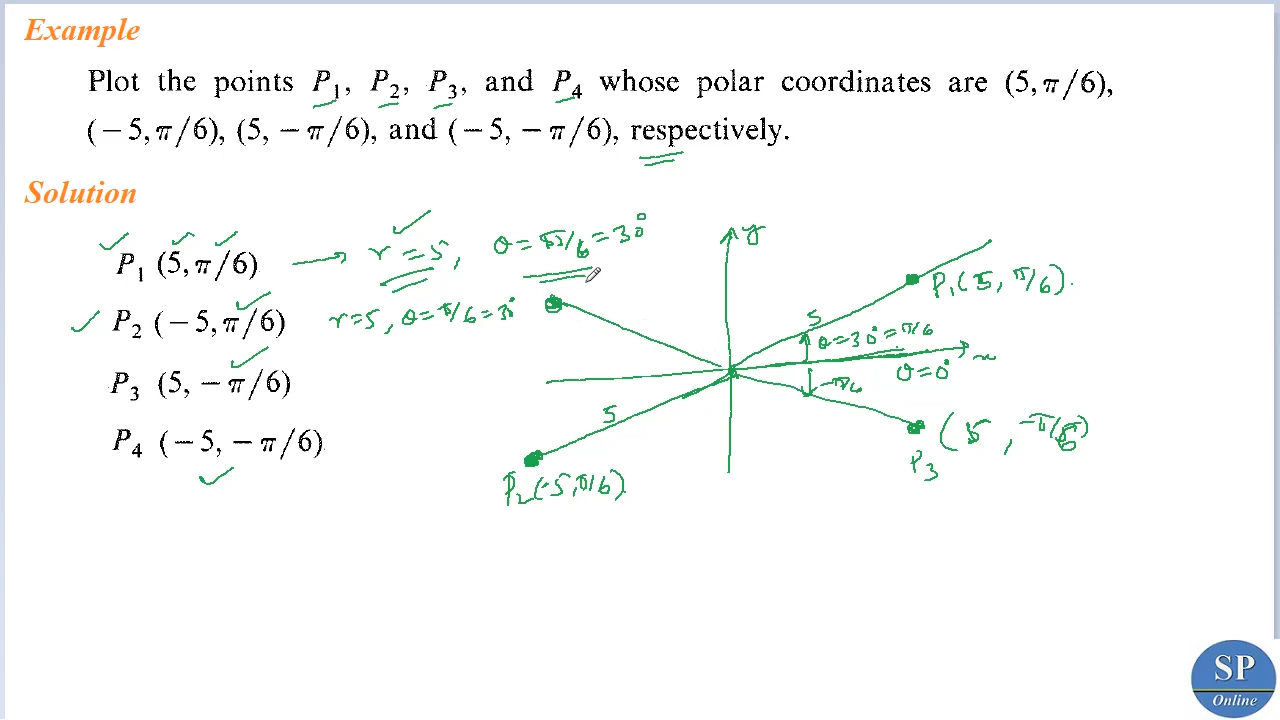 Example
Plot the points P₁, P₂, P₃, and P₄ whose polar coordinates are (5, π/6),
(−5, π/6), (5, −π/6), and (−5, −π/6), respectively.
Solution
P₁ (5, π/6) → r = 5, θ = π/6 = 30°
P₂ (−5, π/6) r=5, θ=π/6=30°
P₃ (5, −π/6)
P₄ (−5, −π/6)
y
P₁(5, π/6).
5
θ=30°=π/6
x
θ=0°
−π/6
5
(5, −π/6)
P₃
P₂(-5, π/6).
SP
Online